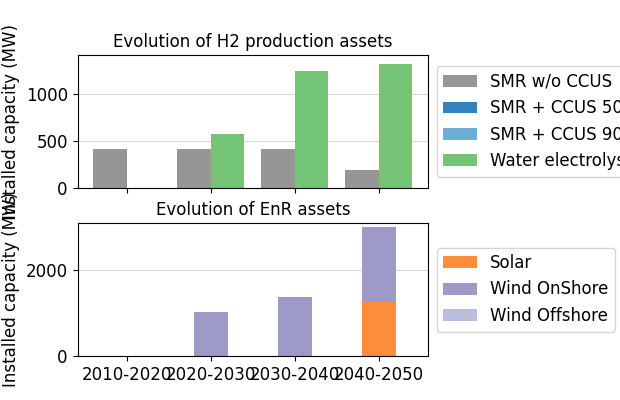 Evolution of H2 production assets
Installed capacity (MW)
1000
500
0
SMR w/o CCUS
SMR + CCUS 50
SMR + CCUS 90
Water electrolys
Evolution of EnR assets
Installed capacity (MW)
2000
0
2010-2020
2020-2030
2030-2040
2040-2050
Solar
Wind OnShore
Wind Offshore